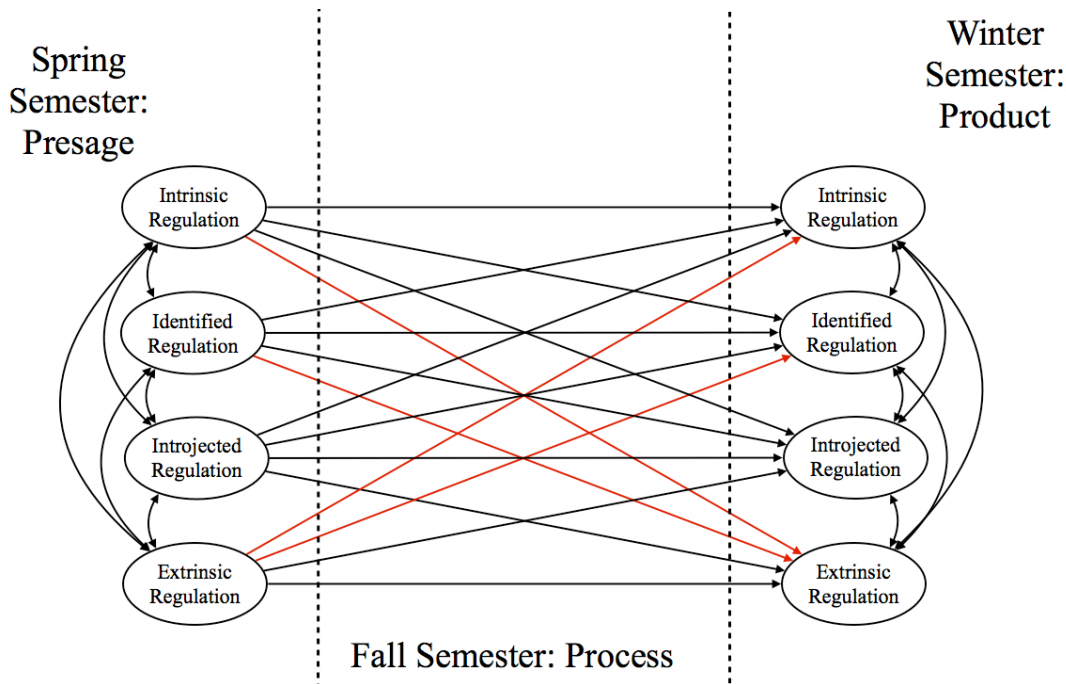 Spring
Semester:
Presage
Winter
Semester:
Product
Intrinsic
Regulation
Identified
Regulation
Introjected
Regulation
Extrinsic
Regulation
Intrinsic
Regulation
Identified
Regulation
Introjected
Regulation
Extrinsic
Regulation
Fall Semester: Process